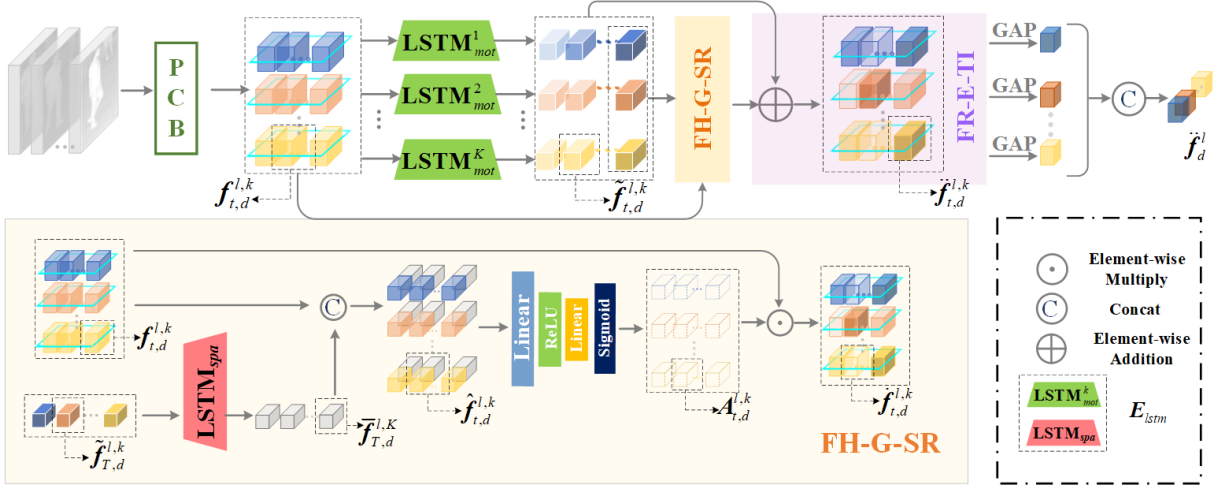 P
C
B
LSTM^1_mot
LSTM^2_mot
LSTM^K_mot
f^{l,k}_{t,d}
f̃^{l,k}_{t,d}
FH-G-SR
FR-E-TI
f̈^{l,k}_{t,d}
GAP
GAP
GAP
C
f̈^{l,k}_d
f^{l,k}_{t,d}
LSTM_spa
f̃^{l,k}_{T,d}
f̄^{l,K}_{T,d}
C
f̂^{l,k}_{t,d}
Linear
ReLU
Linear
Sigmoid
A^{l,k}_{t,d}
ḟ^{l,k}_{t,d}
FH-G-SR
Element-wise
Multiply
C
Concat
Element-wise
Addition
LSTM^k_mot
LSTM_spa
E_lstm